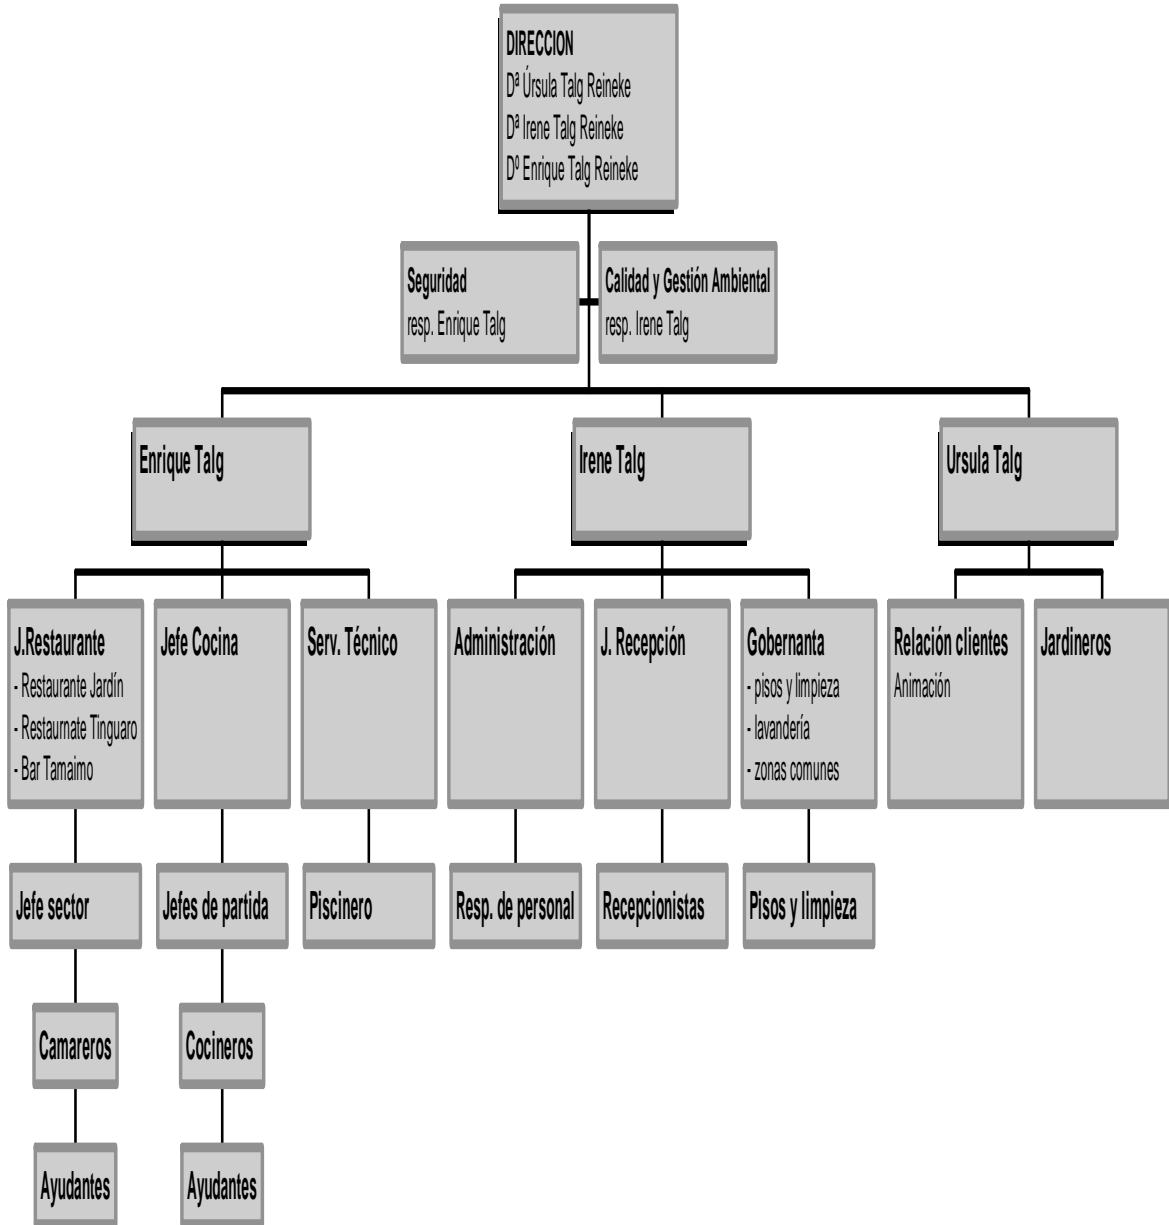 DIRECCION
Dª Úrsula Talg Reineke
Dª Irene Talg Reineke
Dº Enrique Talg Reineke
Seguridad
resp. Enrique Talg
Calidad y Gestión Ambiental
resp. Irene Talg
Enrique Talg
Irene Talg
Ursula Talg
J.Restaurante
- Restaurante Jardín
- Restaurnate Tinguaro
- Bar Tamaimo
Jefe Cocina
Serv. Técnico
Administración
J. Recepción
Gobernanta
- pisos y limpieza
- lavandería
- zonas comunes
Relación clientes
Animación
Jardineros
Jefe sector
Jefes de partida
Piscinero
Resp. de personal
Recepcionistas
Pisos y limpieza
Camareros
Cocineros
Ayudantes
Ayudantes